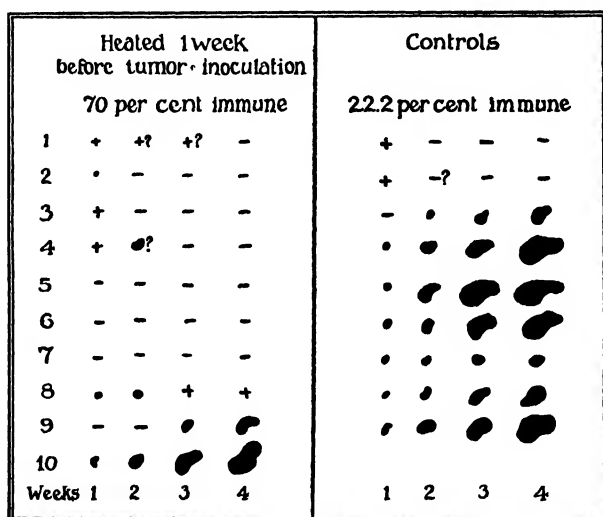 Heated 1 week
before tumor inoculation
70 per cent immune
1 + +? +? -
2 - - -
3 + - - -
4 + ? - -
5 - - - -
6 - - - -
7 - - - -
8 + +
9 - -
10
Weeks 1 2 3 4
Controls
22.2 per cent immune
+ - - -
+ -? - -
-
1 2 3 4